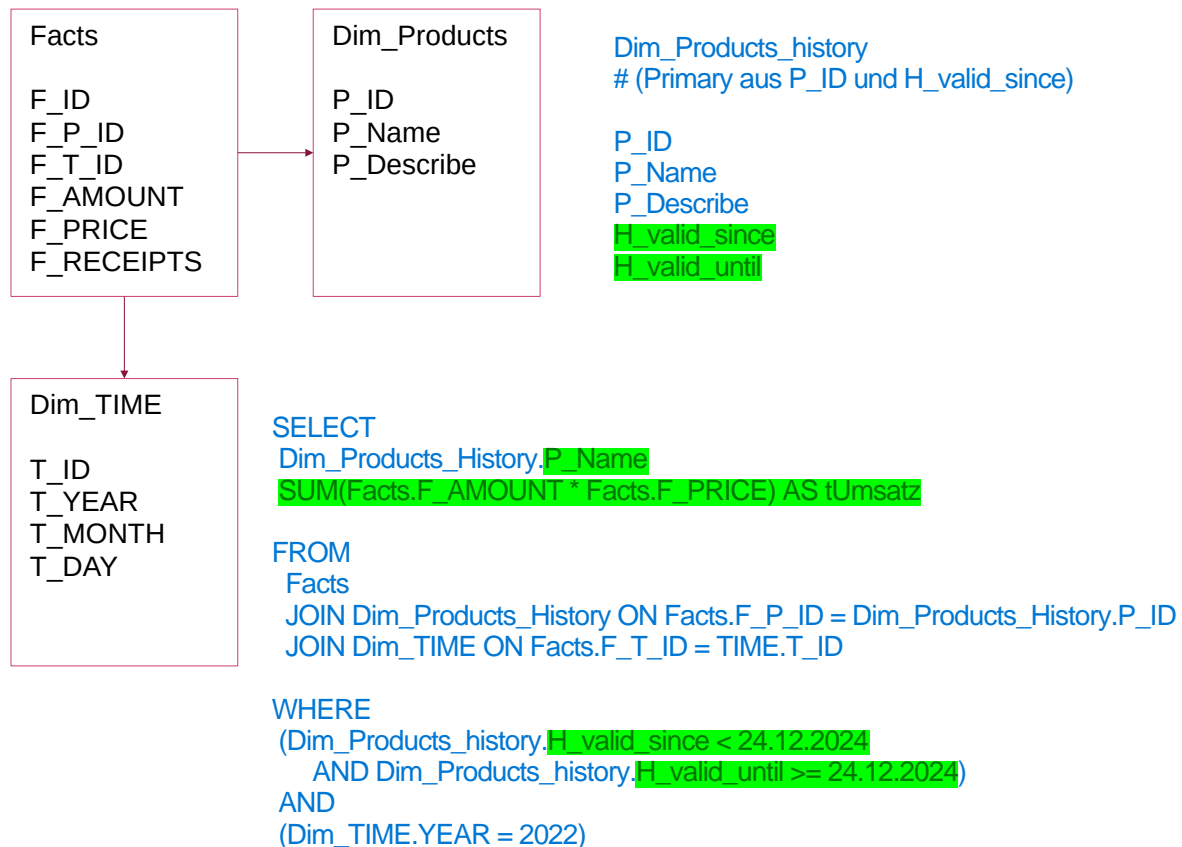 Facts
F_ID
F_P_ID
F_T_ID
F_AMOUNT
F_PRICE
F_RECEIPTS
Dim_Products
P_ID
P_Name
P_Describe
Dim_Products_history
# (Primary aus P_ID und H_valid_since)
P_ID
P_Name
P_Describe
H_valid_since
H_valid_until
Dim_TIME
T_ID
T_YEAR
T_MONTH
T_DAY
SELECT
Dim_Products_History.P_Name
SUM(Facts.F_AMOUNT * Facts.F_PRICE) AS tUmsatz
FROM
Facts
JOIN Dim_Products_History ON Facts.F_P_ID = Dim_Products_History.P_ID
JOIN Dim_TIME ON Facts.F_T_ID = TIME.T_ID
WHERE
(Dim_Products_history.H_valid_since < 24.12.2024
AND Dim_Products_history.H_valid_until >= 24.12.2024)
AND
(Dim_TIME.YEAR = 2022)